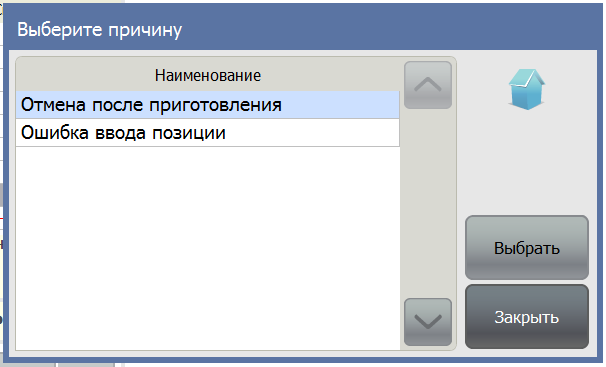 Выберите причину
Наименование
Отмена после приготовления
Ошибка ввода позиции
Выбрать
Закрыть